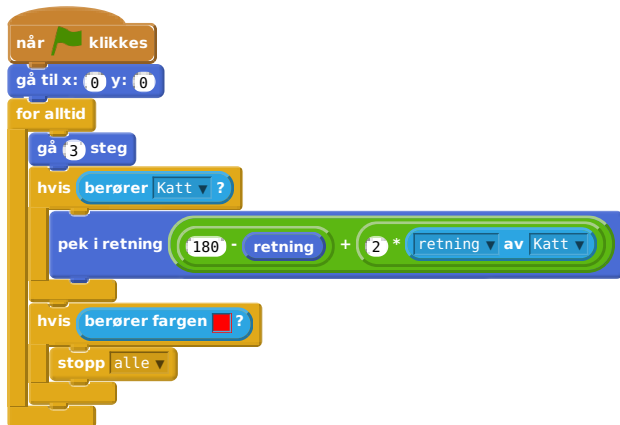 når klikkes
gå til x: 0 y: 0
for alltid
gå 3 steg
hvis berører Katt ?
pek i retning 180 - retning + 2 * retning av Katt
hvis berører fargen ?
stopp alle